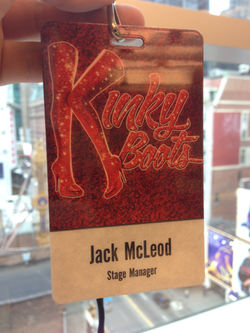 Kinky
Boots
Jack McLeod
Stage Manager